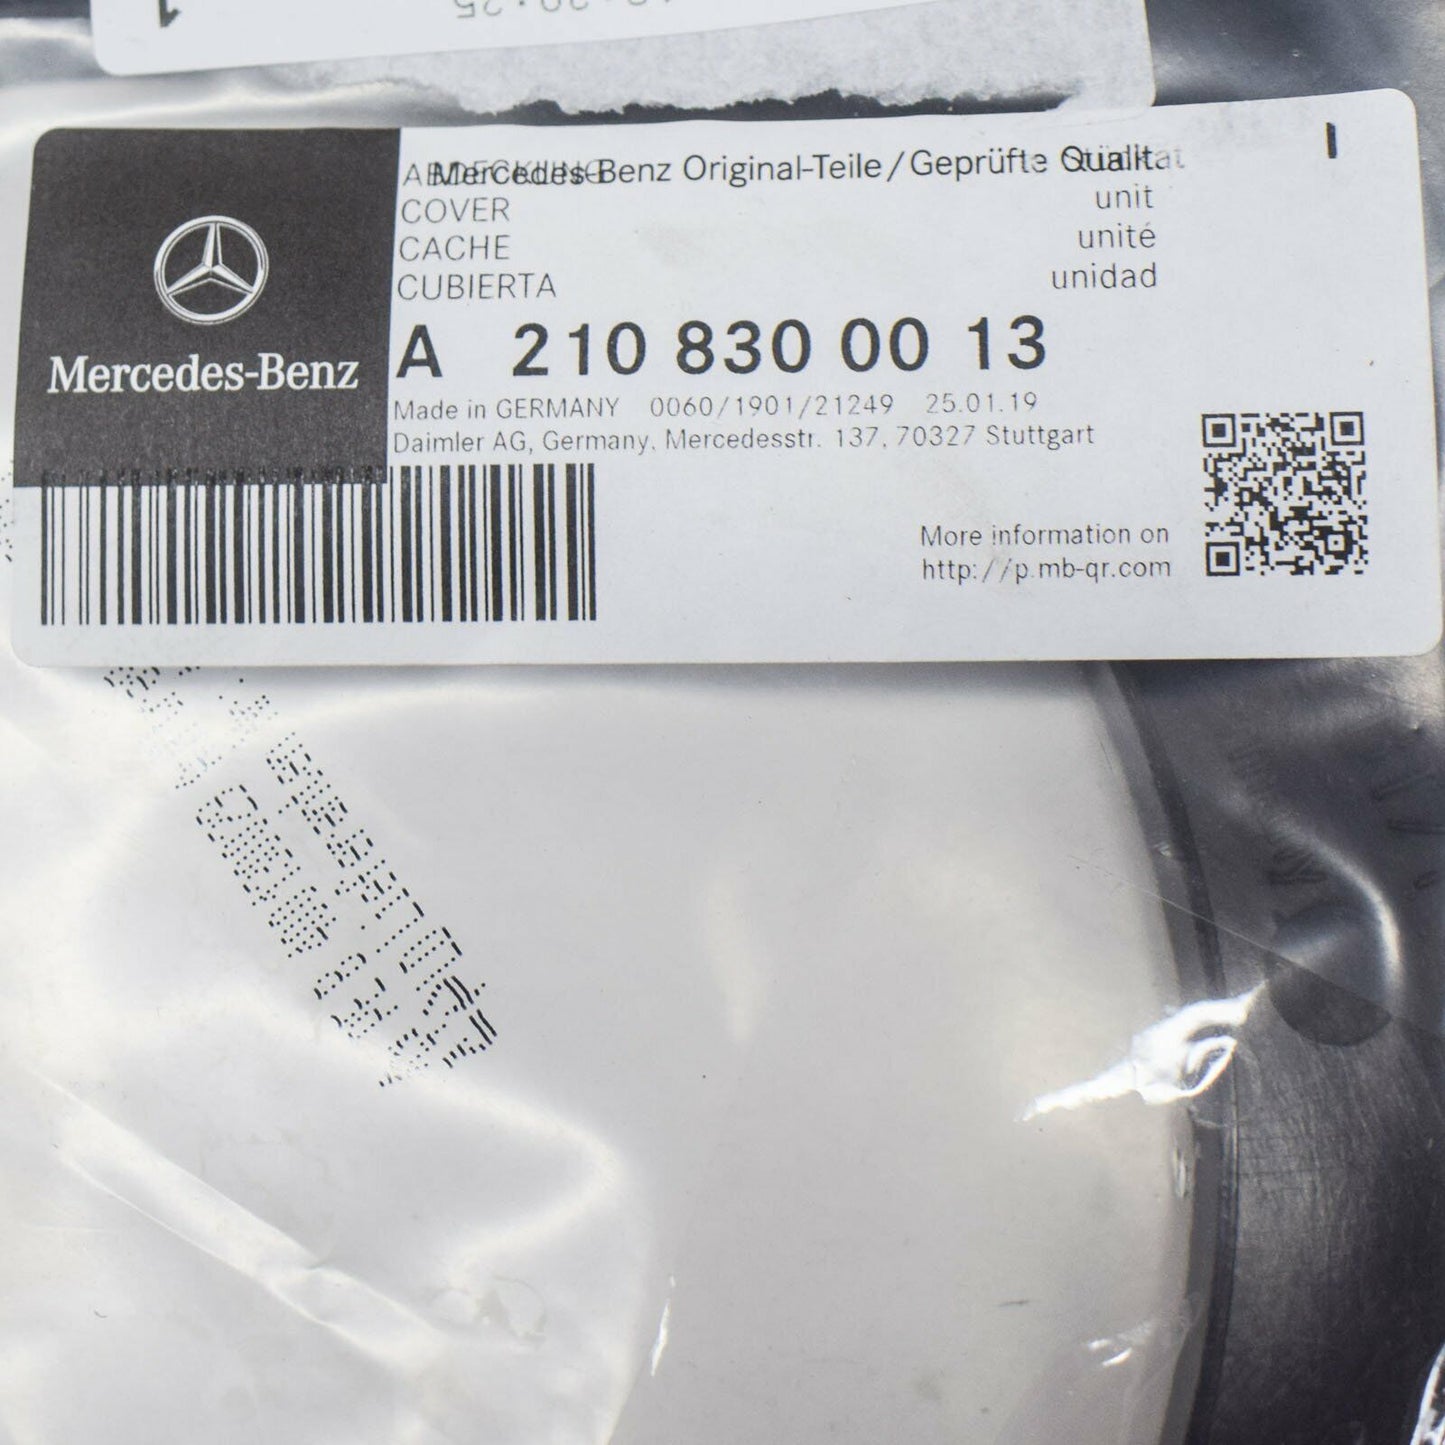 1
Mercedes-Benz Original-Teile / Geprüfte Qualität
ABDECKUNG
COVER
unit
CACHE
unité
CUBIERTA
unidad
A 210 830 00 13
Made in GERMANY 0060/1901/21249 25.01.19
Daimler AG, Germany, Mercedesstr. 137, 70327 Stuttgart
Mercedes-Benz
More information on
http://p.mb-qr.com